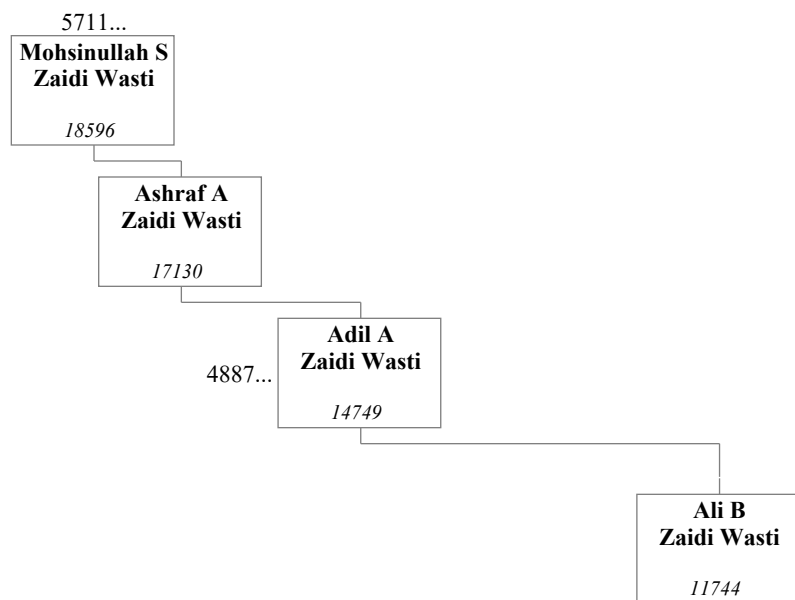 5711...
Mohsinullah S
Zaidi Wasti
18596
Ashraf A
Zaidi Wasti
17130
Adil A
Zaidi Wasti
4887...
14749
Ali B
Zaidi Wasti
11744